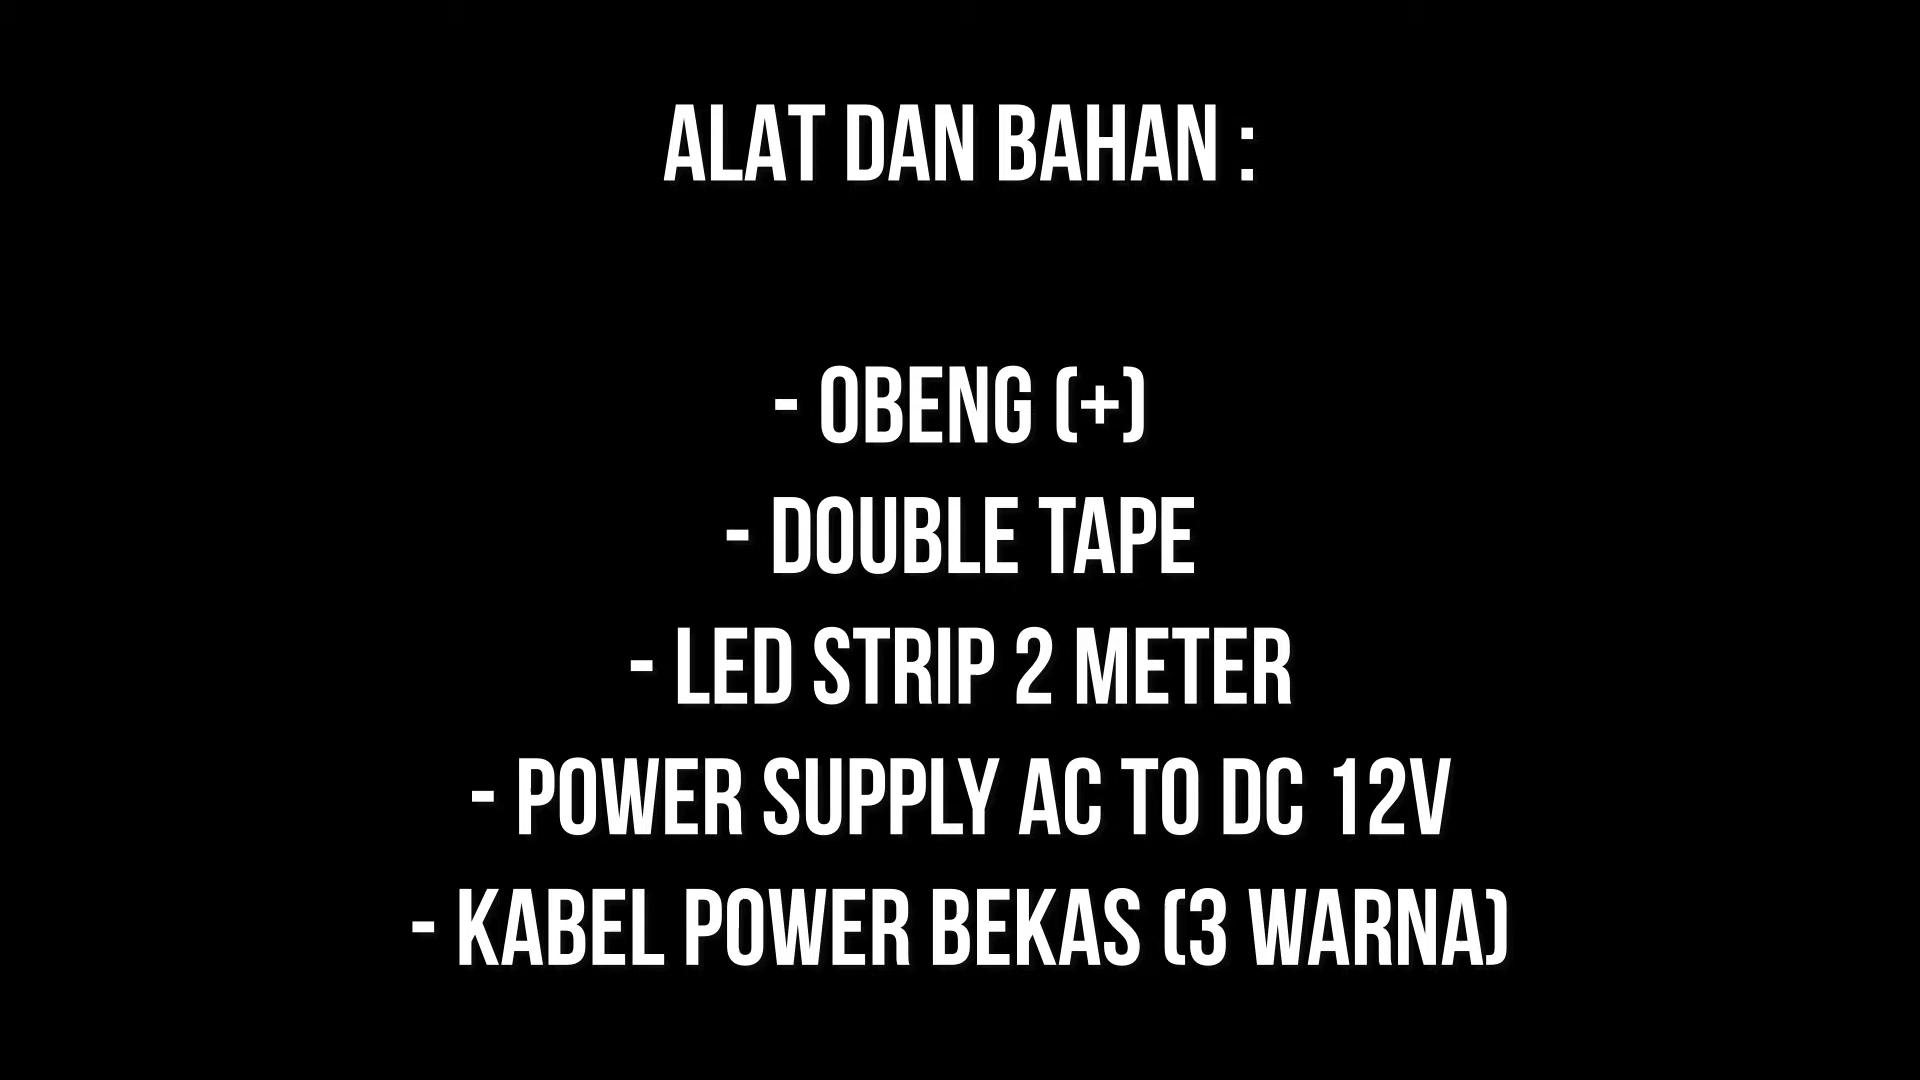 ALAT DAN BAHAN :
- OBENG (+)
- DOUBLE TAPE
- LED STRIP 2 METER
- POWER SUPPLY AC TO DC 12V
- KABEL POWER BEKAS (3 WARNA)